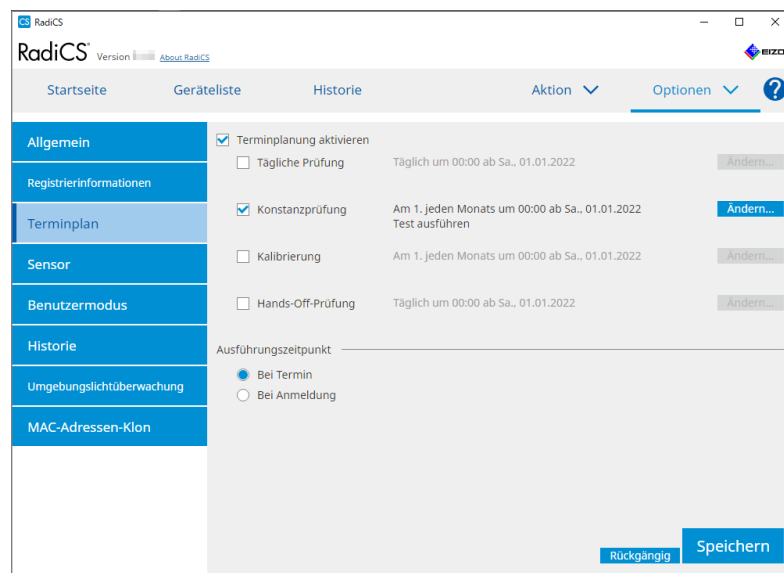 CS RadiCS
RadiCS® Version About RadiCS
EIZO
Startseite Geräteliste Historie Aktion Optionen ?
Allgemein
Registrierinformationen
Terminplan
Sensor
Benutzermodus
Historie
Umgebungslichtüberwachung
MAC-Adressen-Klon
Terminplanung aktivieren
Tägliche Prüfung Täglich um 00:00 ab Sa., 01.01.2022 Ändern...
Konstanzprüfung Am 1. jeden Monats um 00:00 ab Sa., 01.01.2022 Ändern...
Test ausführen
Kalibrierung Am 1. jeden Monats um 00:00 ab Sa., 01.01.2022 Ändern...
Hands-Off-Prüfung Täglich um 00:00 ab Sa., 01.01.2022 Ändern...
Ausführungszeitpunkt
Bei Termin
Bei Anmeldung
Rückgängig Speichern